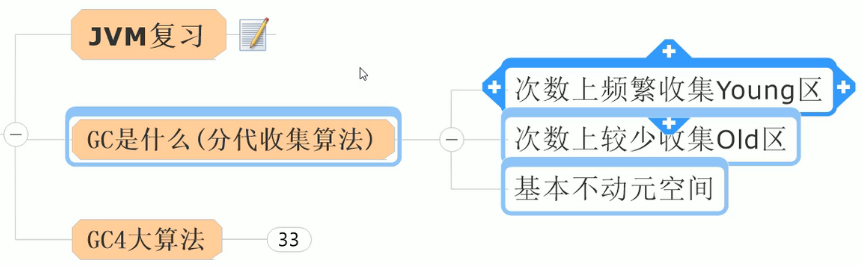 JVM复习
GC是什么(分代收集算法)
次数上频繁收集Young区
次数上较少收集Old区
基本不动元空间
GC4大算法
33